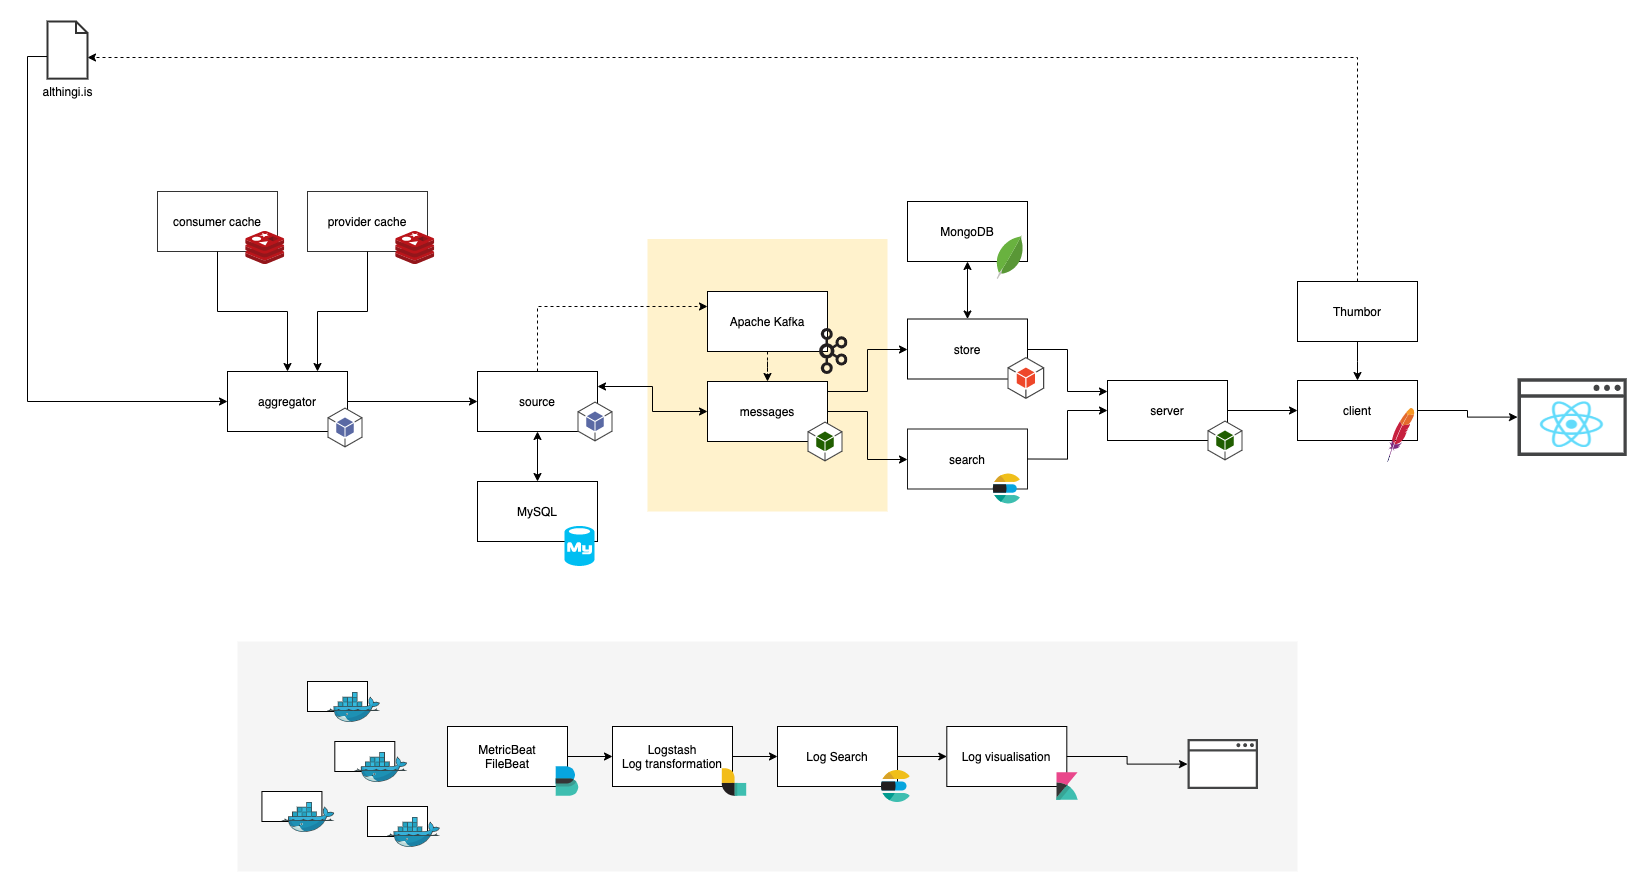 althingi.is
consumer cache
provider cache
MongoDB
Apache Kafka
Thumbor
store
aggregator
source
messages
server
client
search
MySQL
My
MetricBeat
FileBeat
Logstash
Log transformation
Log Search
Log visualisation